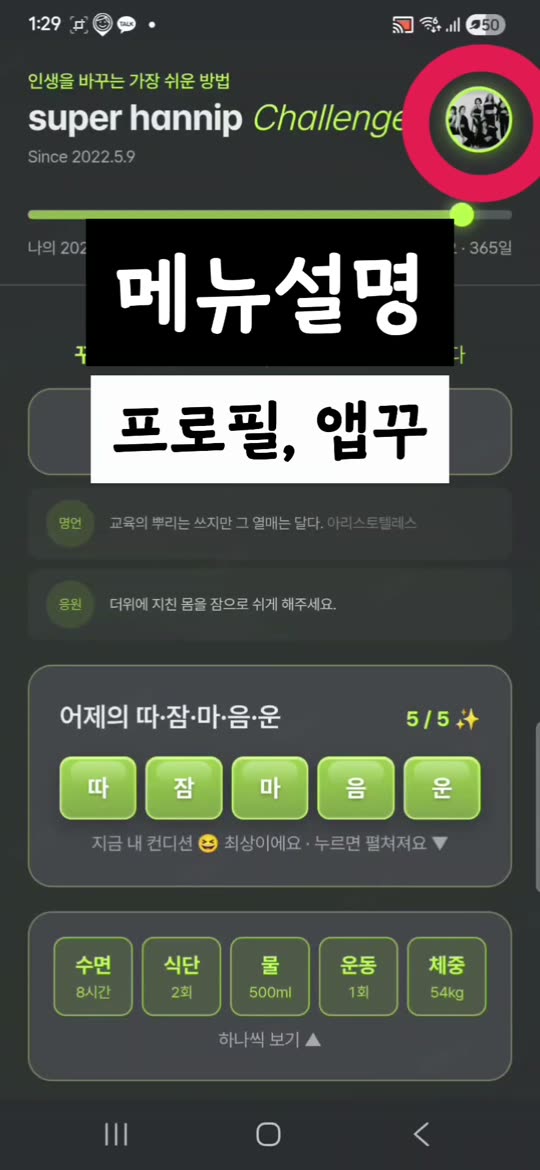 1:29
TALK
50
인생을 바꾸는 가장 쉬운 방법
super hannip Challenge
Since 2022.5.9
나의 202
· 365일
메뉴설명
다
프로필, 앱꾸
명언 교육의 뿌리는 쓰지만 그 열매는 달다. 아리스토텔레스
응원 더위에 지친 몸을 잠으로 쉬게 해주세요.
어제의 따·잠·마·음·운 5 / 5 ✨
따 잠 마 음 운
지금 내 컨디션 😆 최상이에요 · 누르면 펼쳐져요 ▼
수면 식단 물 운동 체중
8시간 2회 500ml 1회 54kg
하나씩 보기 ▲